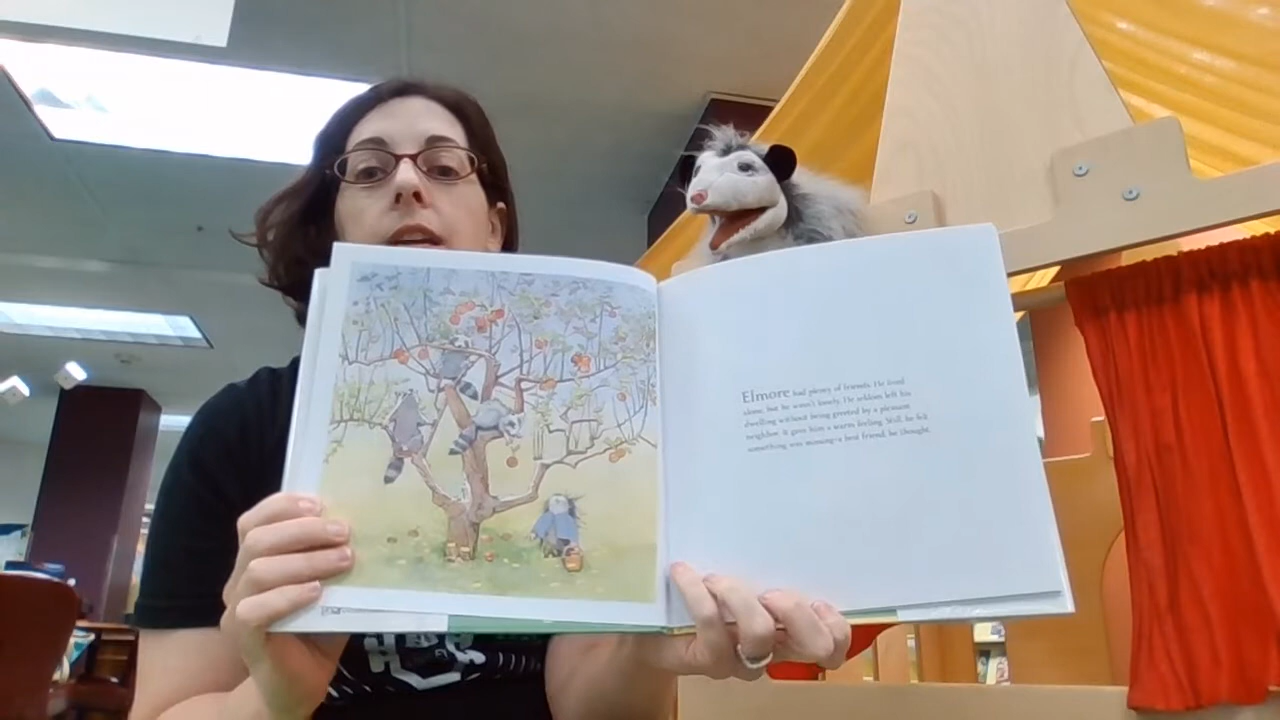 Elmore had plenty of friends. He lived
alone, but he wasn't lonely. He seldom left his
dwelling without being greeted by a pleasant
neighbor. It gave him a warm feeling. Still, he felt
something was missing—a best friend, he thought.